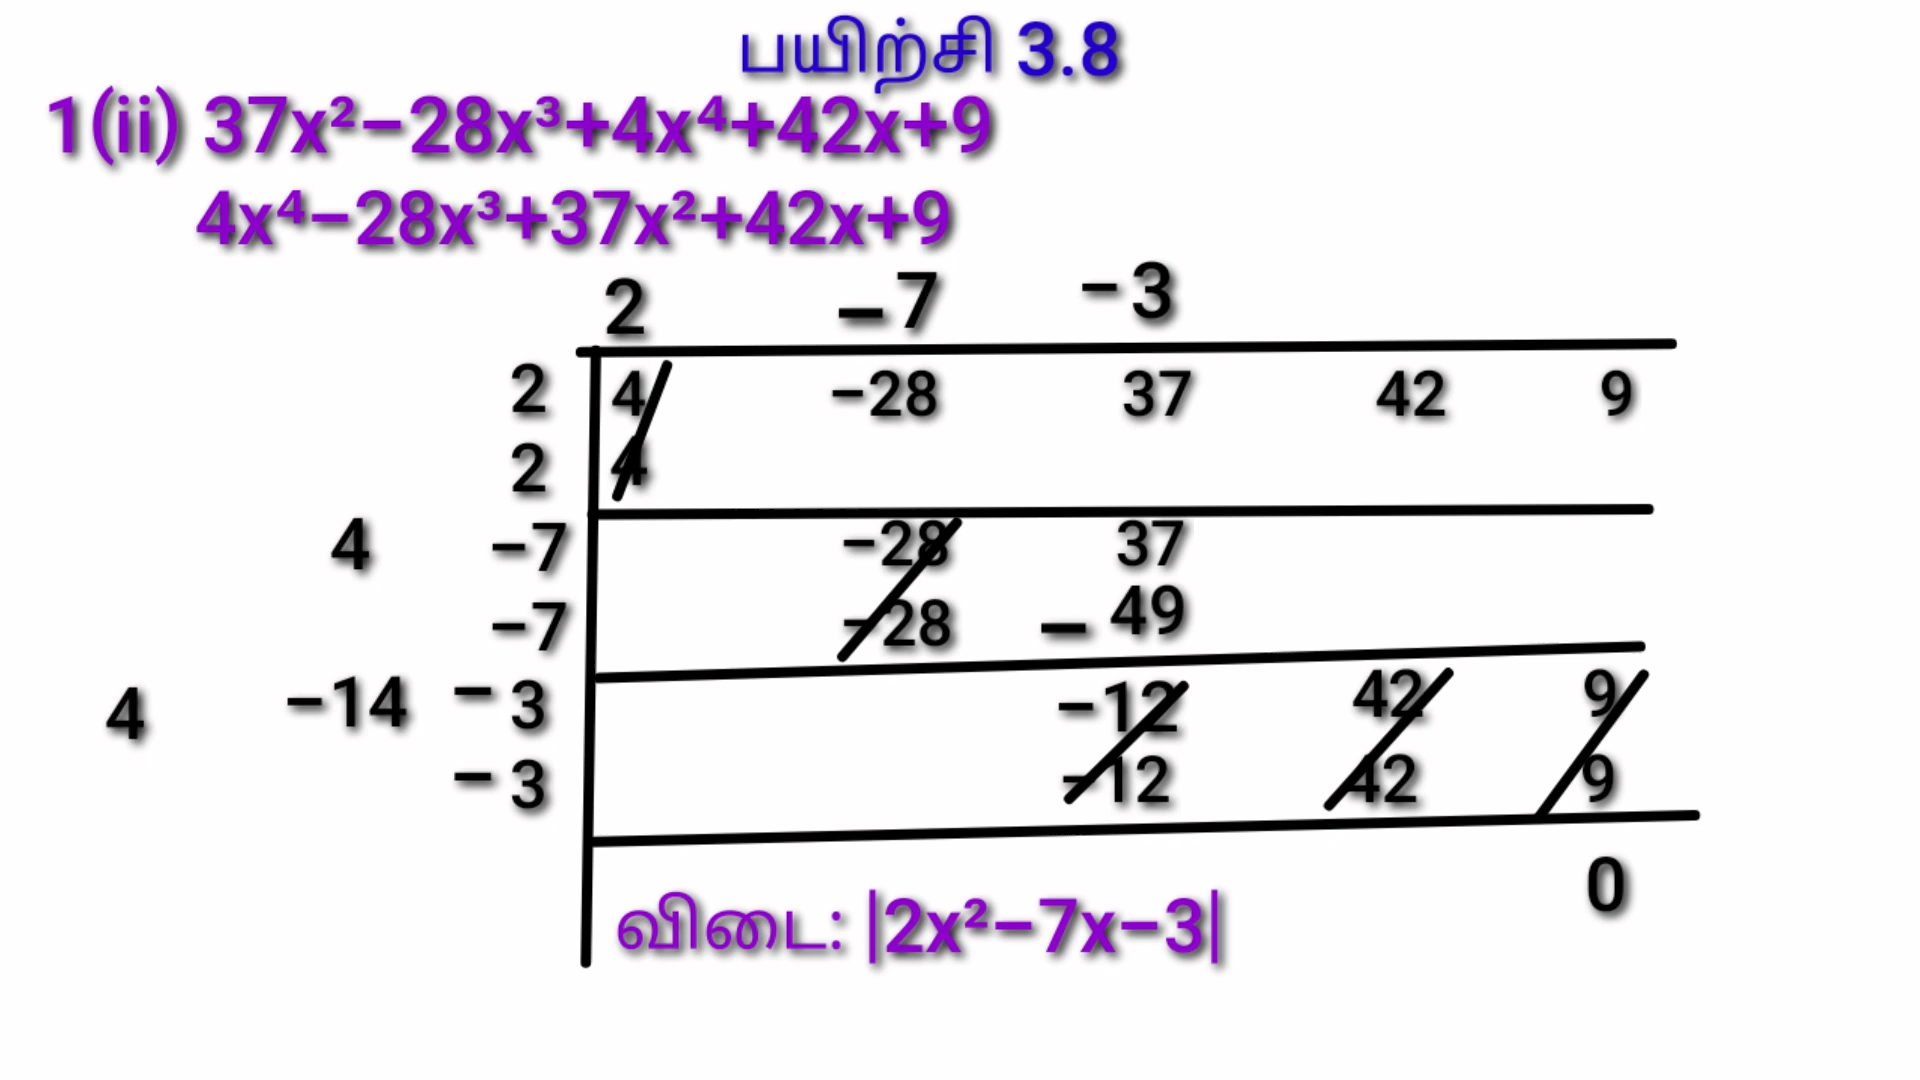 பயிற்சி 3.8
1(ii) 37x²−28x³+4x⁴+42x+9
4x⁴−28x³+37x²+42x+9
2 −7 −3
2 4 −28 37 42 9
2 4
4 −7 −28 37
−7 −28 −49
4 −14 −3 −12 42 9
−3 −12 42 9
0
விடை: |2x²−7x−3|